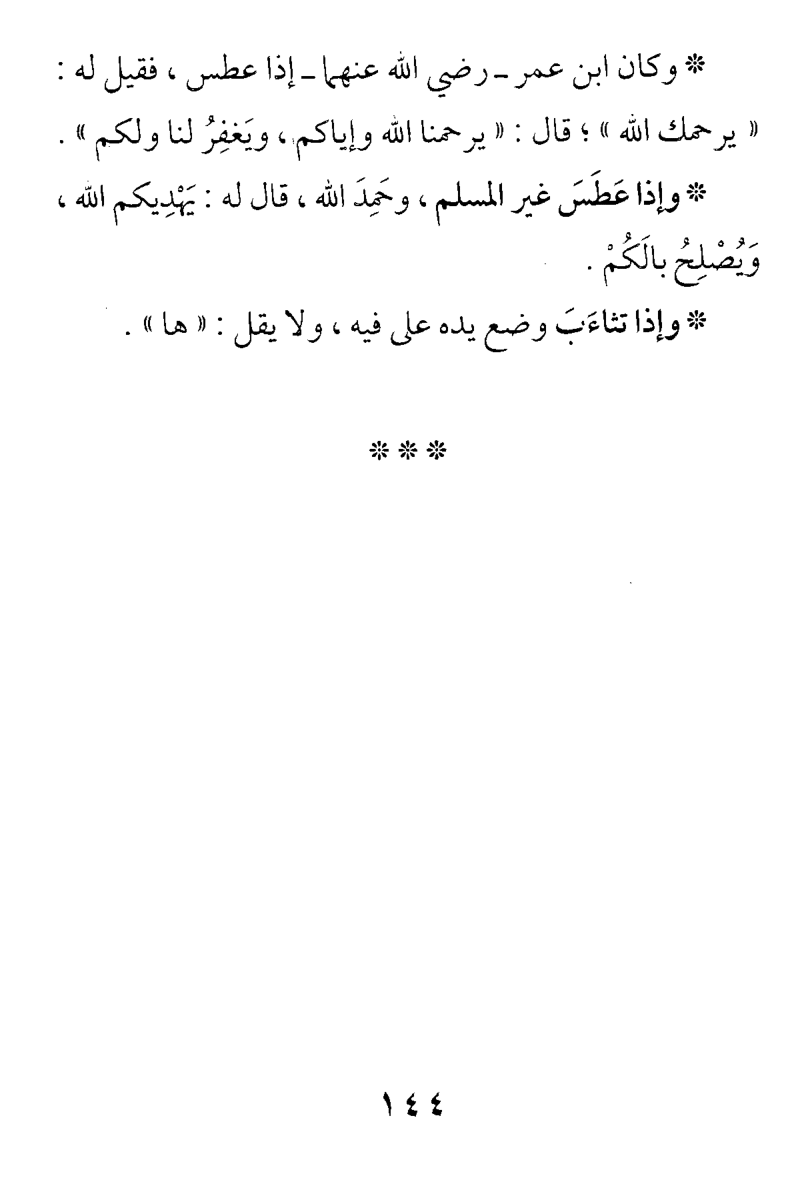 ❊ وكان ابن عمر ـ رضي الله عنهما ـ إذا عطس ، فقيل له :
« يرحمك الله » ؛ قال : « يرحمنا الله وإياكم ، ويَغفِرُ لنا ولكم » .
❊ وإذا عَطَسَ غير المسلم ، وحَمِدَ الله ، قال له : يَهْدِيكم الله ،
وَيُصْلِحُ بالَكُمْ .
❊ وإذا تثاءَبَ وضع يده على فيه ، ولا يقل : « ها » .
❊ ❊ ❊
١٤٤